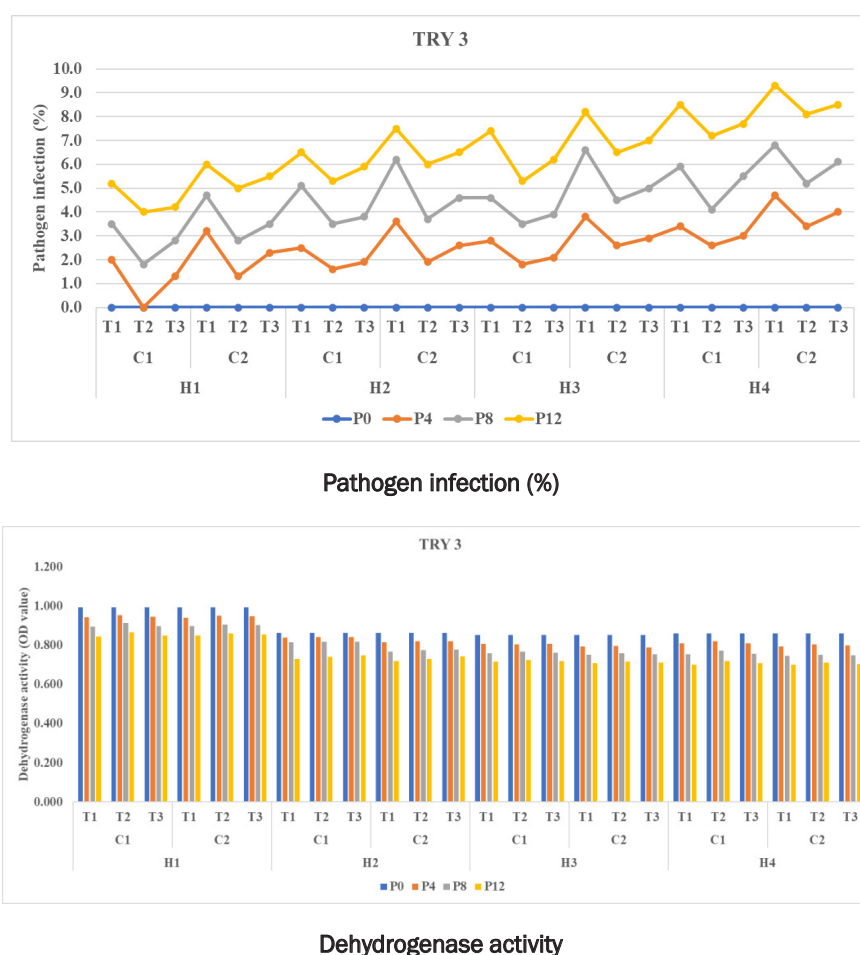 TRY 3
Pathogen infection (%)
10.0
9.0
8.0
7.0
6.0
5.0
4.0
3.0
2.0
1.0
0.0
T1 T2 T3 T1 T2 T3 T1 T2 T3 T1 T2 T3 T1 T2 T3 T1 T2 T3 T1 T2 T3 T1 T2 T3
C1 C2 C1 C2 C1 C2 C1 C2
H1 H2 H3 H4
P0 P4 P8 P12
Pathogen infection (%)
TRY 3
Dehydrogenase activity (OD value)
1.200
1.000
0.800
0.600
0.400
0.200
0.000
T1 T2 T3 T1 T2 T3 T1 T2 T3 T1 T2 T3 T1 T2 T3 T1 T2 T3 T1 T2 T3 T1 T2 T3
C1 C2 C1 C2 C1 C2 C1 C2
H1 H2 H3 H4
P0 P4 P8 P12
Dehydrogenase activity